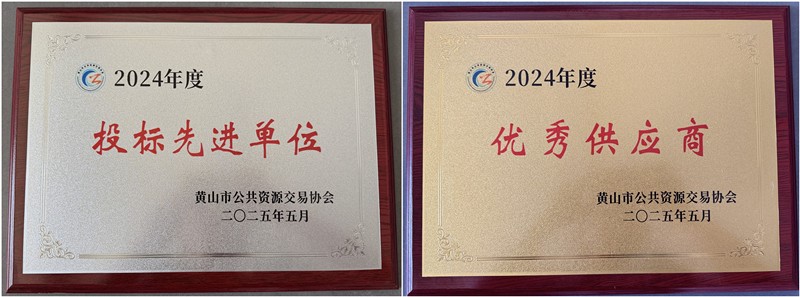 2024年度
投标先进单位
黄山市公共资源交易协会
二〇二五年五月
2024年度
优秀供应商
黄山市公共资源交易协会
二〇二五年五月